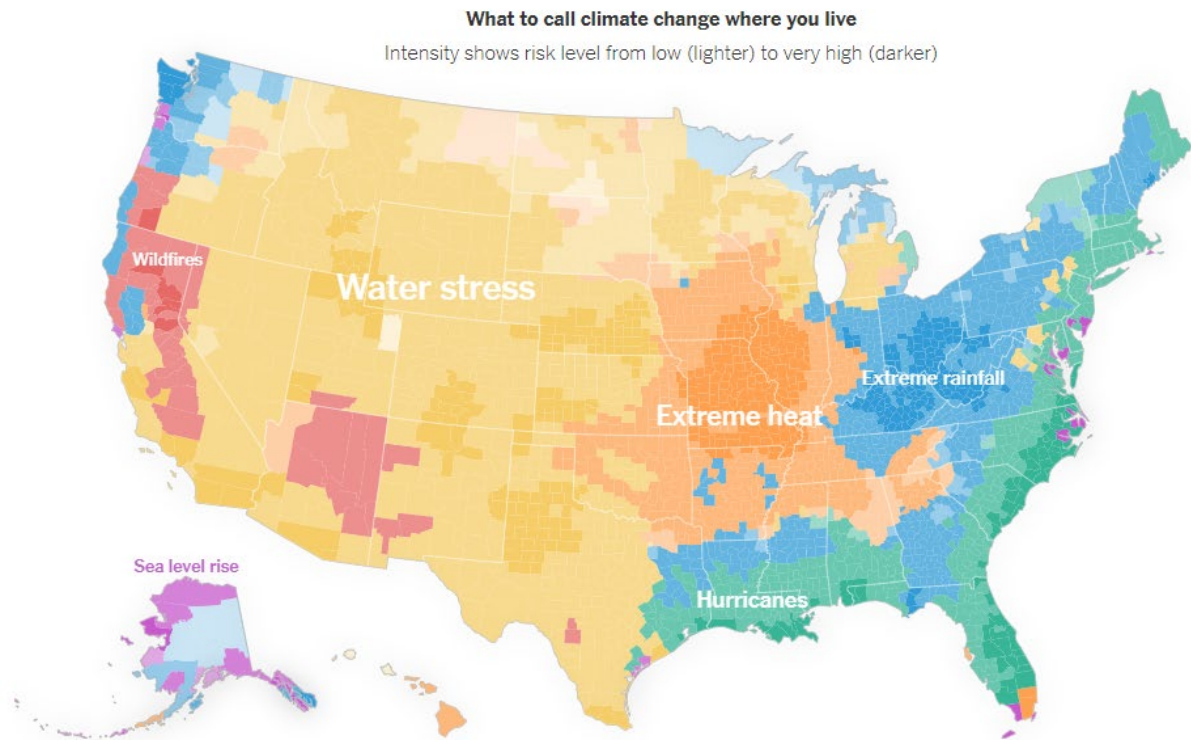 What to call climate change where you live
Intensity shows risk level from low (lighter) to very high (darker)
Wildfires
Water stress
Extreme rainfall
Extreme heat
Sea level rise
Hurricanes